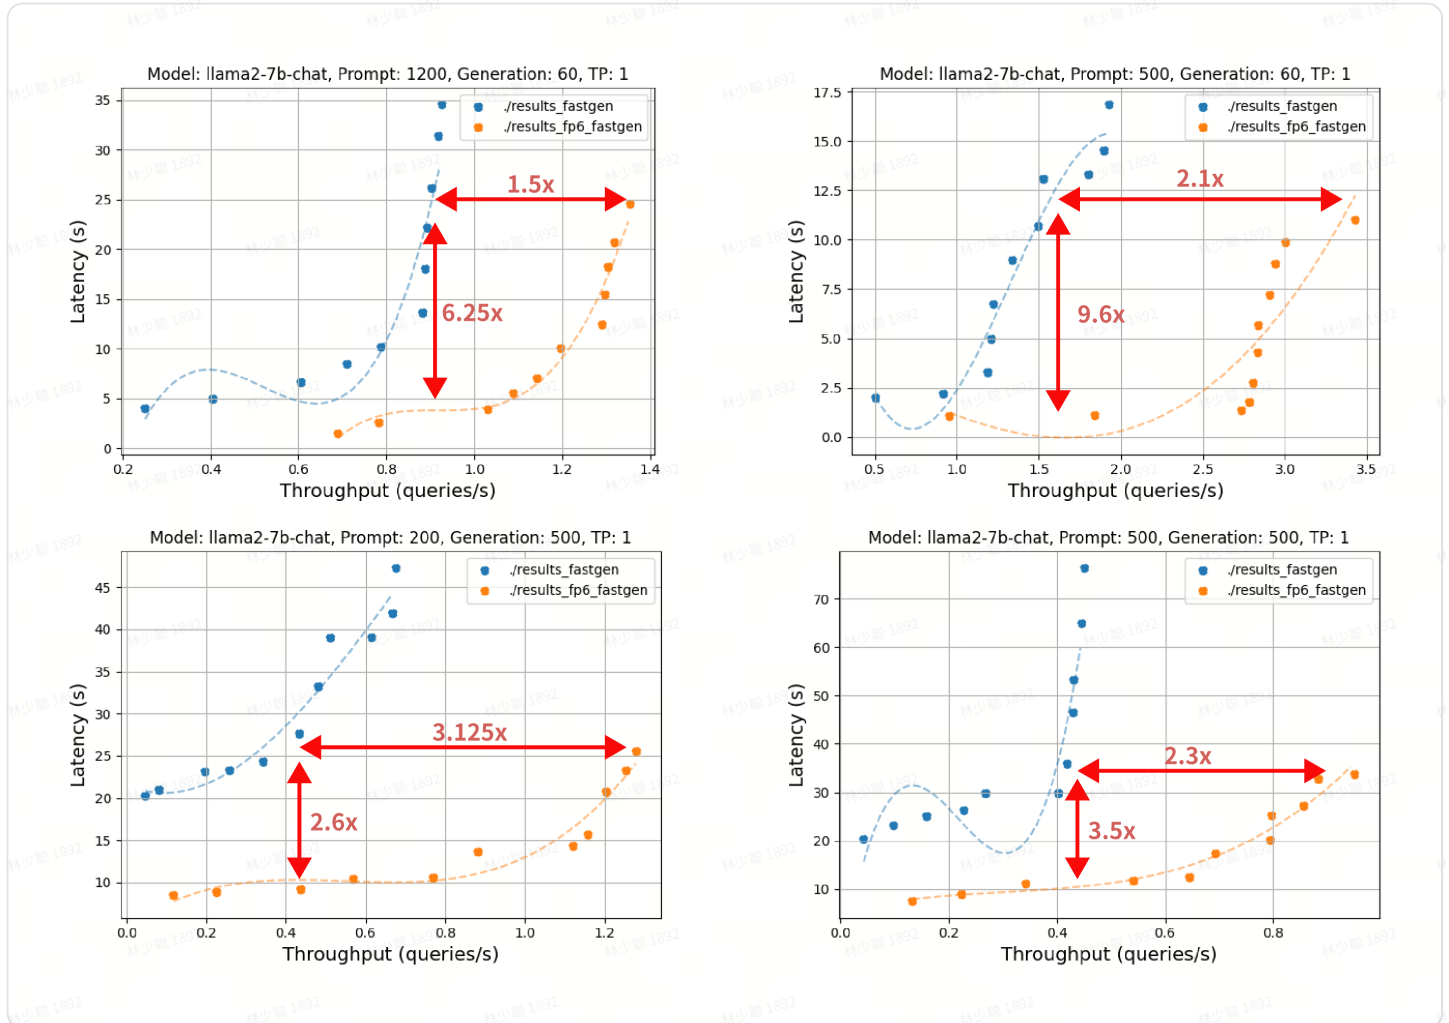 Model: llama2-7b-chat, Prompt: 1200, Generation: 60, TP: 1
./results_fastgen
./results_fp6_fastgen
1.5x
6.25x
35
30
25
20
15
10
5
0
Latency (s)
0.2 0.4 0.6 0.8 1.0 1.2 1.4
Throughput (queries/s)
Model: llama2-7b-chat, Prompt: 500, Generation: 60, TP: 1
./results_fastgen
./results_fp6_fastgen
2.1x
9.6x
17.5
15.0
12.5
10.0
7.5
5.0
2.5
0.0
Latency (s)
0.5 1.0 1.5 2.0 2.5 3.0 3.5
Throughput (queries/s)
Model: llama2-7b-chat, Prompt: 200, Generation: 500, TP: 1
./results_fastgen
./results_fp6_fastgen
3.125x
2.6x
45
40
35
30
25
20
15
10
Latency (s)
0.0 0.2 0.4 0.6 0.8 1.0 1.2
Throughput (queries/s)
Model: llama2-7b-chat, Prompt: 500, Generation: 500, TP: 1
./results_fastgen
./results_fp6_fastgen
2.3x
3.5x
70
60
50
40
30
20
10
Latency (s)
0.0 0.2 0.4 0.6 0.8
Throughput (queries/s)
林少聪 1892